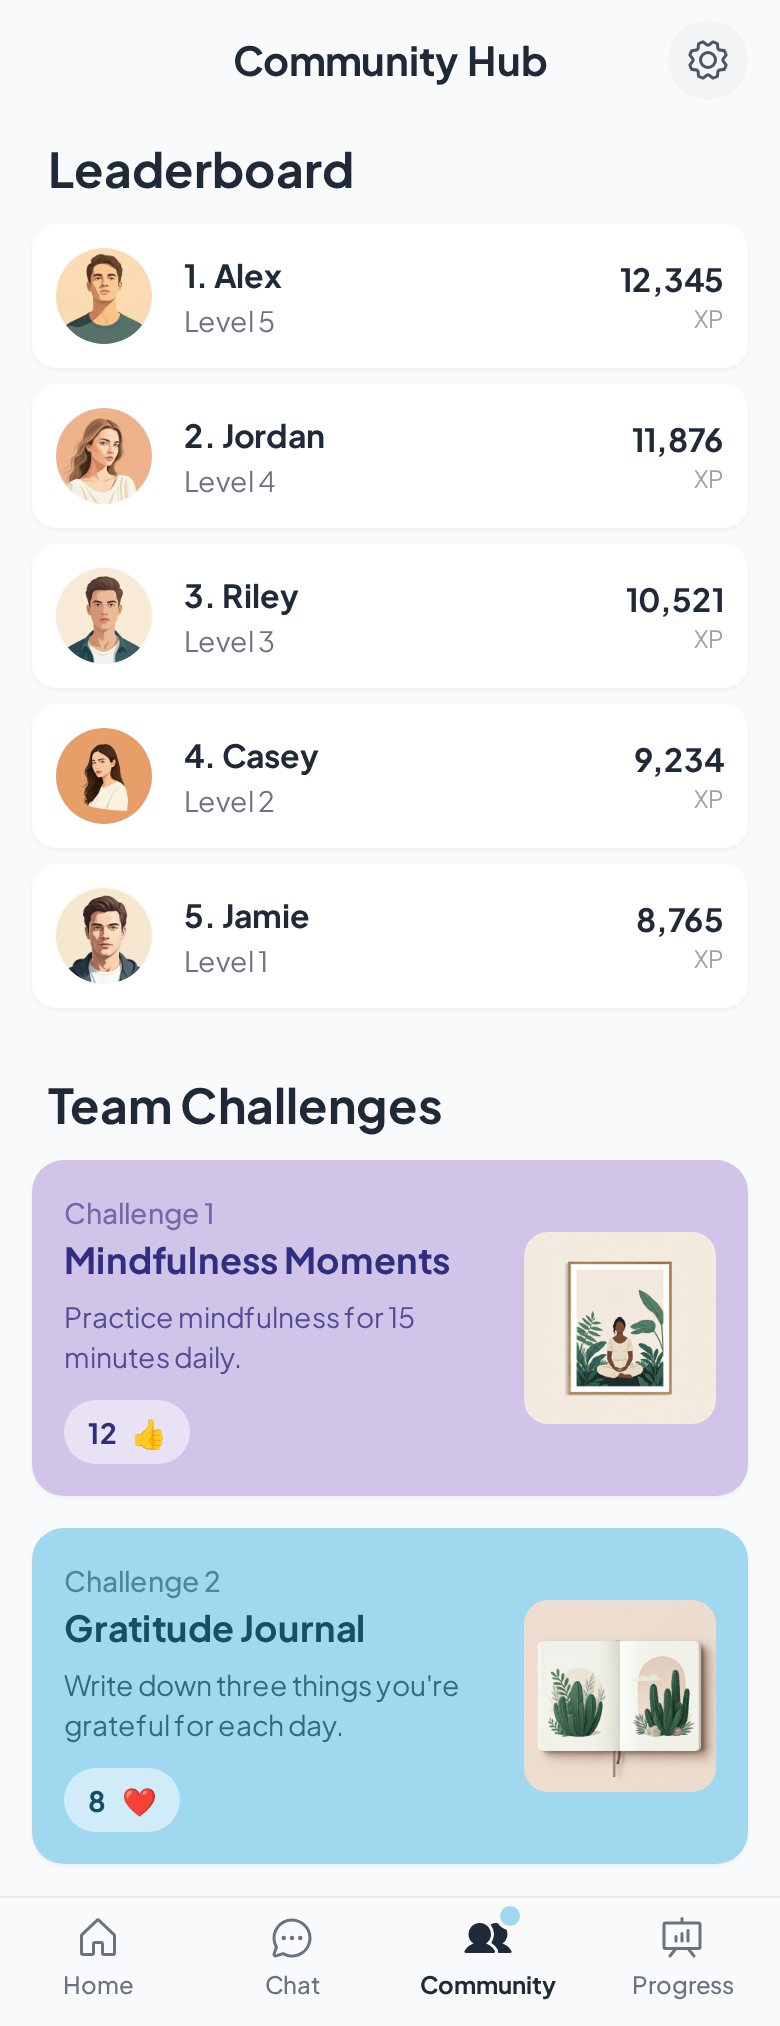 Community Hub
Leaderboard
1. Alex
Level 5
12,345
XP
2. Jordan
Level 4
11,876
XP
3. Riley
Level 3
10,521
XP
4. Casey
Level 2
9,234
XP
5. Jamie
Level 1
8,765
XP
Team Challenges
Challenge 1
Mindfulness Moments
Practice mindfulness for 15
minutes daily.
12 👍
Challenge 2
Gratitude Journal
Write down three things you're
grateful for each day.
8 ❤️
Home
Chat
Community
Progress